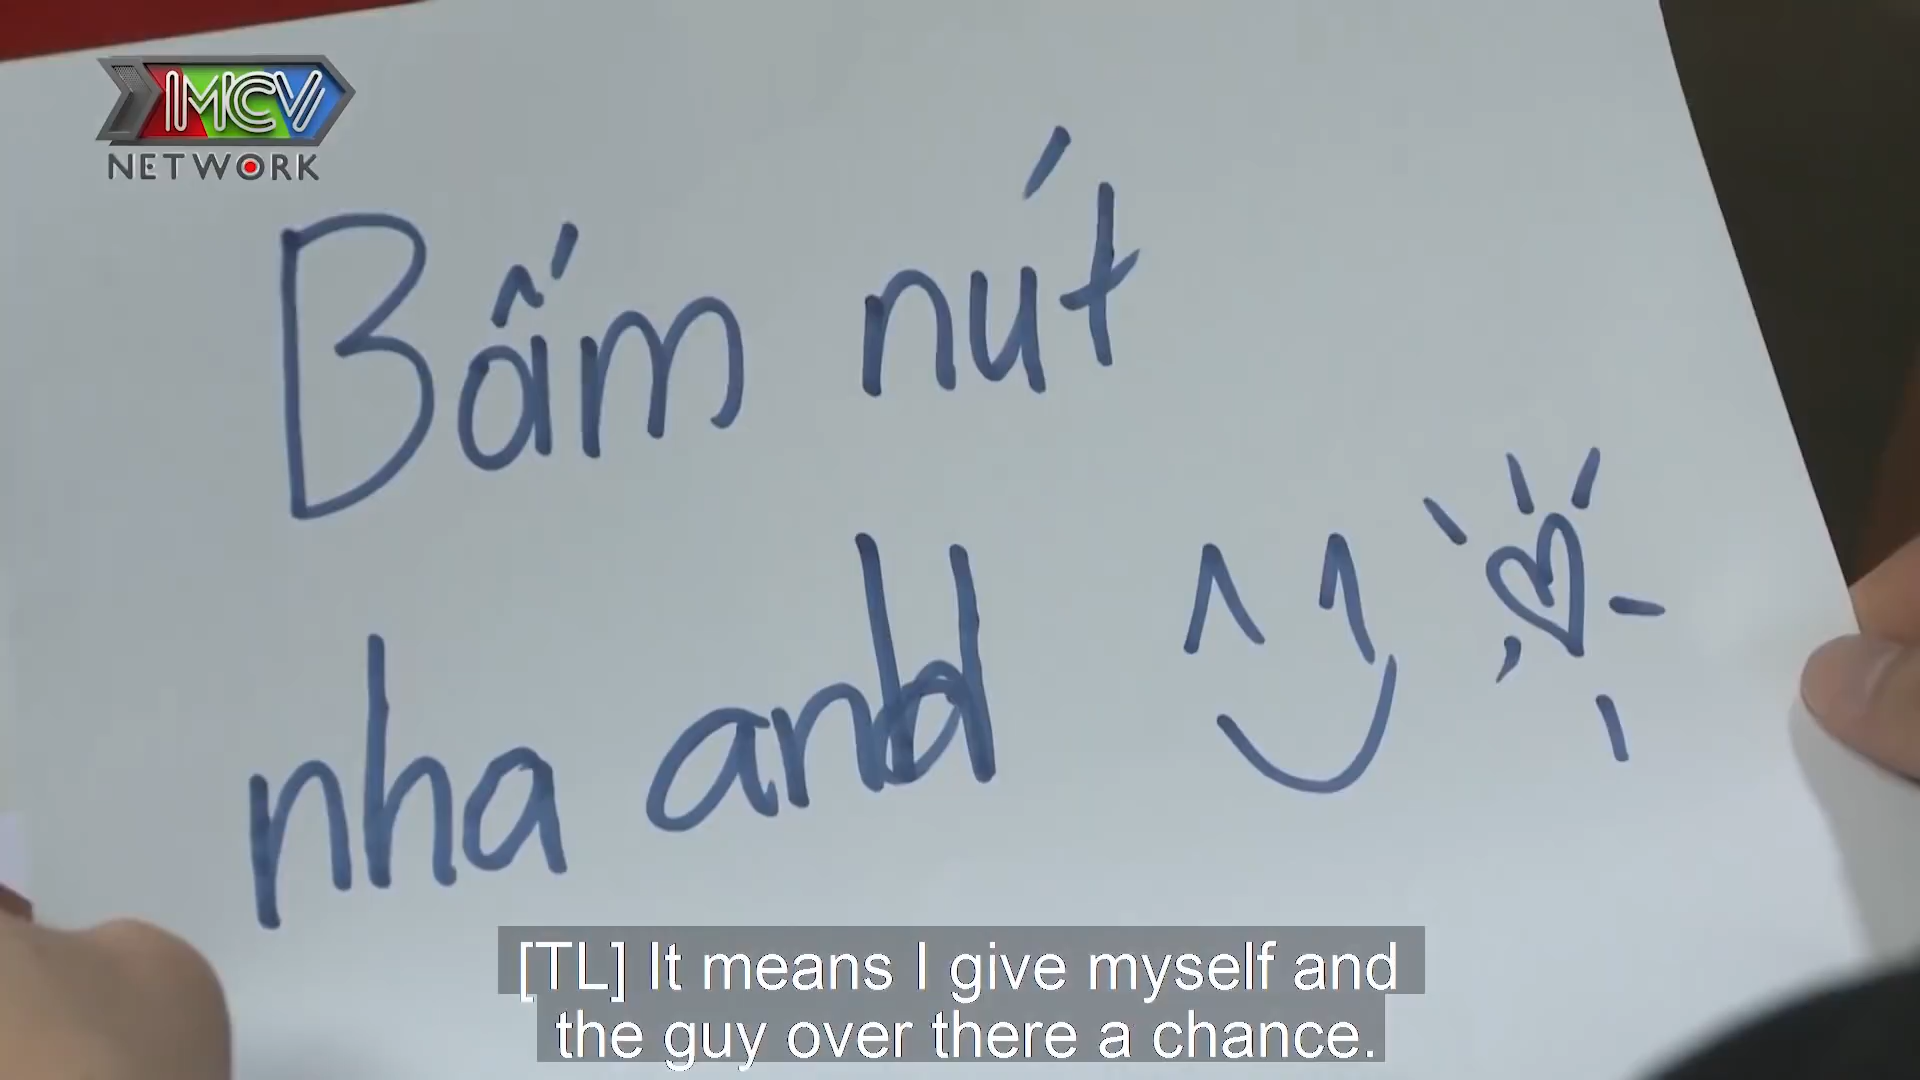 MCV
NETWORK
Bấm nút
nha anh
[TL] It means I give myself and
the guy over there a chance.